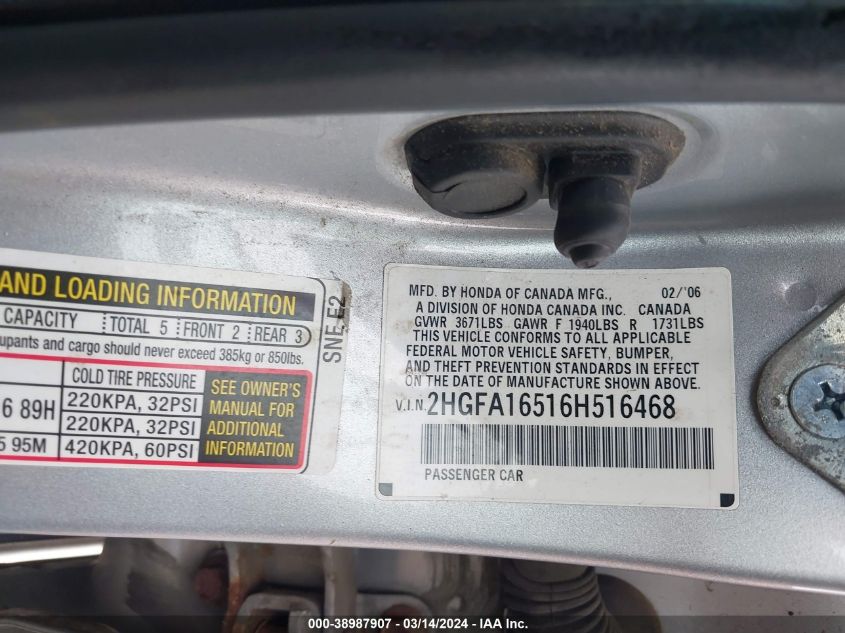 AND LOADING INFORMATION
CAPACITY TOTAL 5 FRONT 2 REAR 3
upants and cargo should never exceed 385kg or 850lbs.
COLD TIRE PRESSURE
6 89H 220KPA, 32PSI
220KPA, 32PSI
5 95M 420KPA, 60PSI
SEE OWNER'S
MANUAL FOR
ADDITIONAL
INFORMATION
SNE E2
MFD. BY HONDA OF CANADA MFG., 02/'06
A DIVISION OF HONDA CANADA INC. CANADA
GVWR 3671LBS GAWR F 1940LBS R 1731LBS
THIS VEHICLE CONFORMS TO ALL APPLICABLE
FEDERAL MOTOR VEHICLE SAFETY, BUMPER,
AND THEFT PREVENTION STANDARDS IN EFFECT
ON THE DATE OF MANUFACTURE SHOWN ABOVE.
V.I.N. 2HGFA16516H516468
PASSENGER CAR
000-38987907 - 03/14/2024 - IAA Inc.